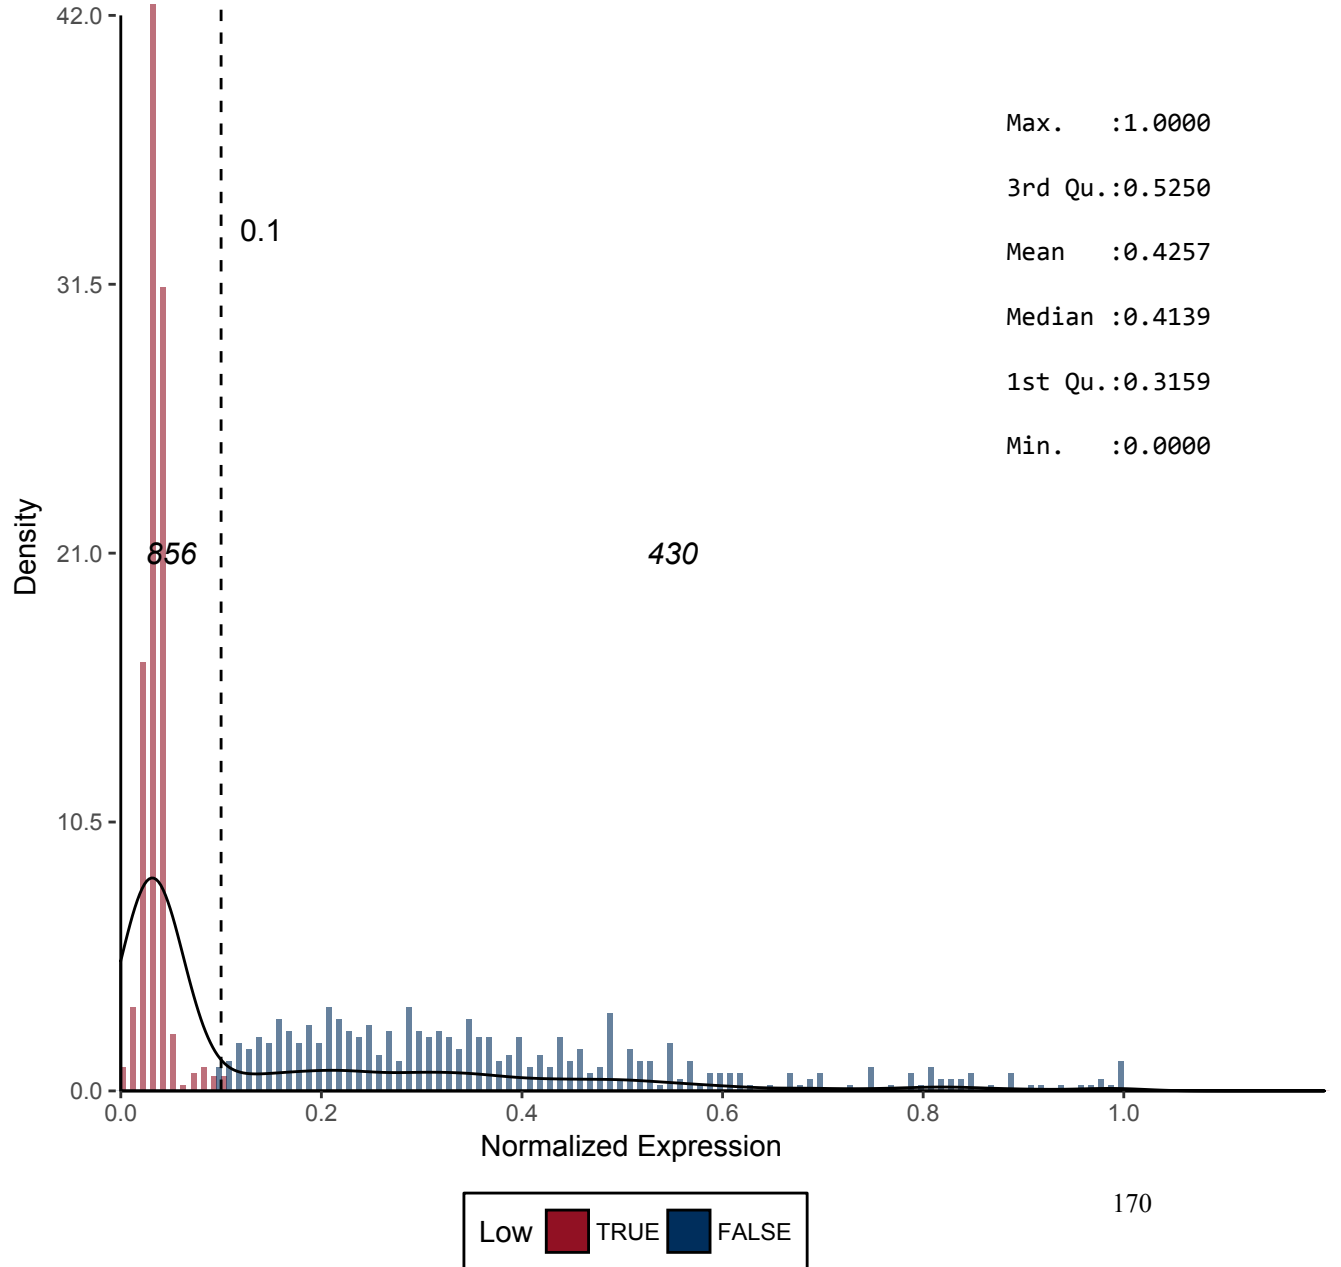 42.0
Max. :1.0000
3rd Qu.:0.5250
0.1
Mean :0.4257
31.5
Median :0.4139
1st Qu.:0.3159
Min. :0.0000
Density
21.0
856
430
10.5
0.0
0.0 0.2 0.4 0.6 0.8 1.0
Normalized Expression
170
Low TRUE FALSE